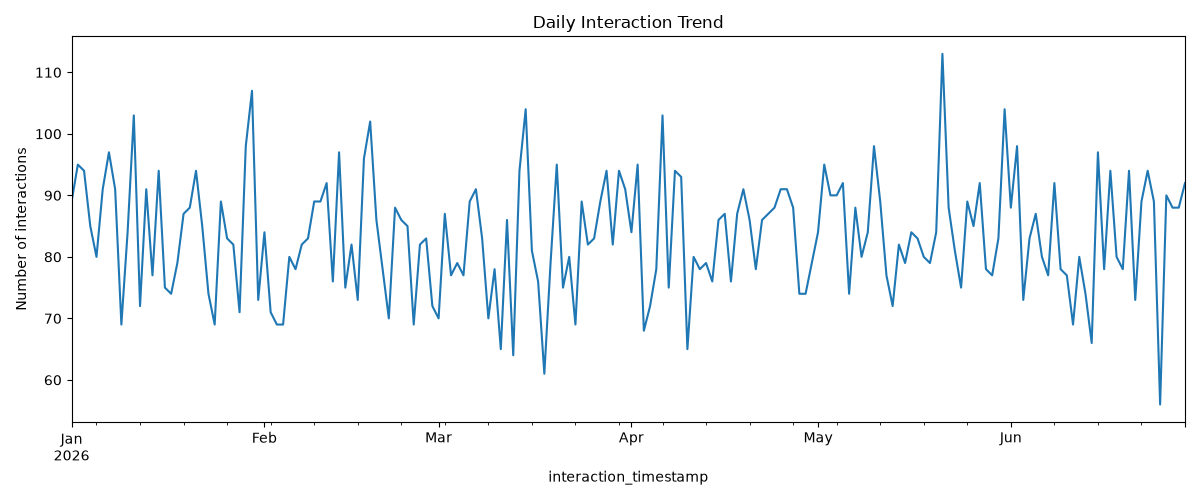 Daily Interaction Trend
Number of interactions
110
100
90
80
70
60
Jan
2026
Feb
Mar
Apr
May
Jun
interaction_timestamp